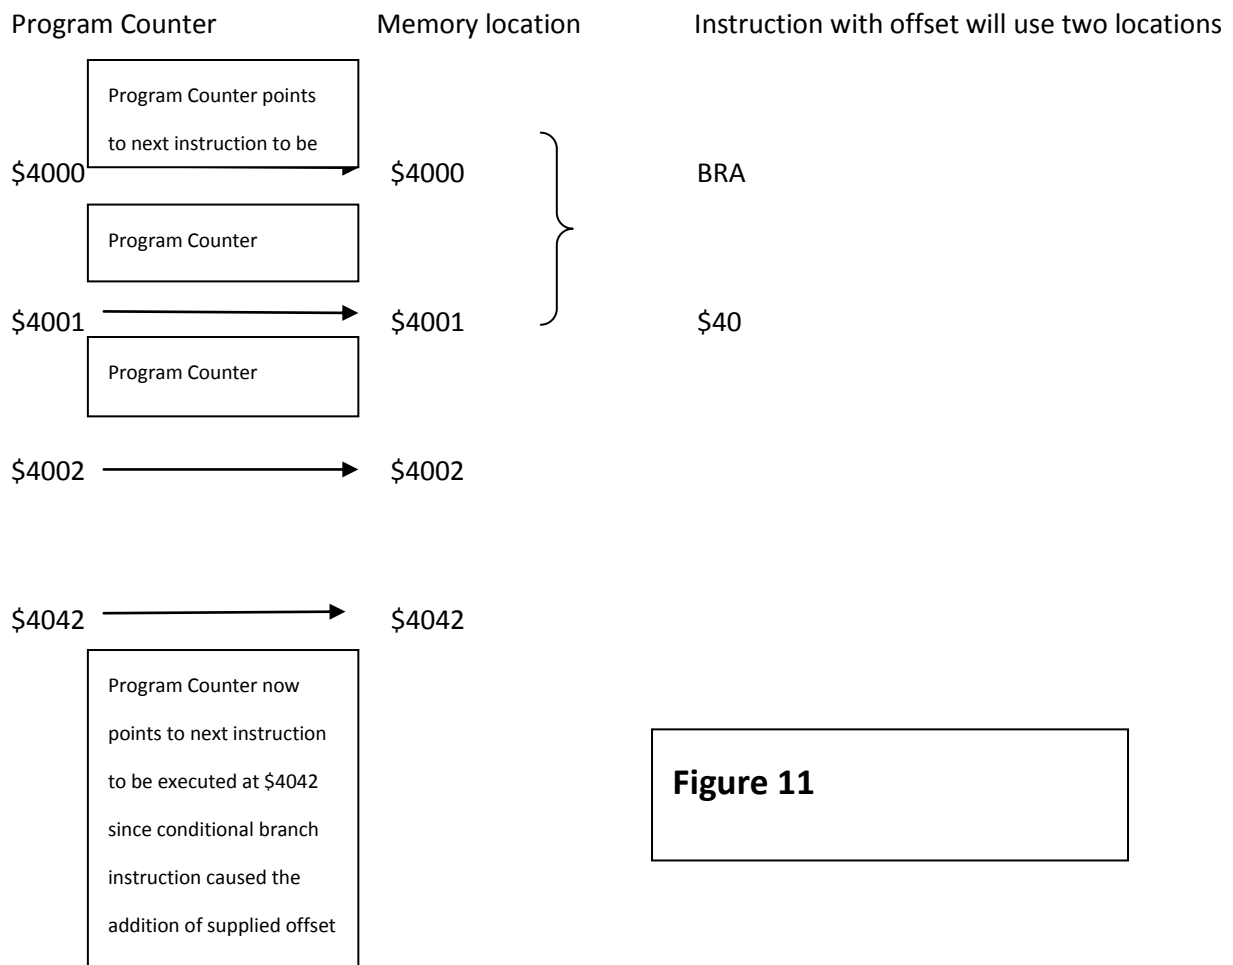 Program Counter Memory location Instruction with offset will use two locations
Program Counter points
to next instruction to be
$4000 $4000 BRA
Program Counter
$4001 $4001 $40
Program Counter
$4002 $4002
$4042 $4042
Program Counter now
points to next instruction
to be executed at $4042
since conditional branch
instruction caused the
addition of supplied offset
Figure 11